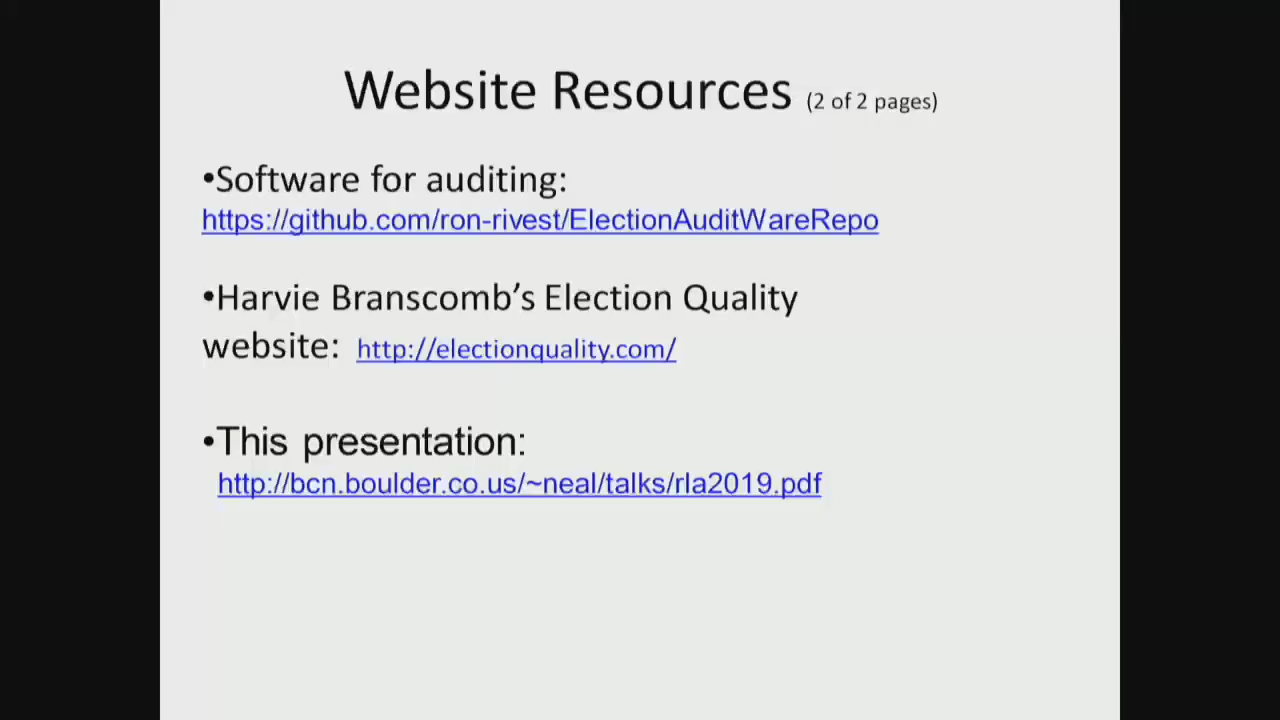 Website Resources (2 of 2 pages)
•Software for auditing:
https://github.com/ron-rivest/ElectionAuditWareRepo
•Harvie Branscomb’s Election Quality
website: http://electionquality.com/
•This presentation:
http://bcn.boulder.co.us/~neal/talks/rla2019.pdf